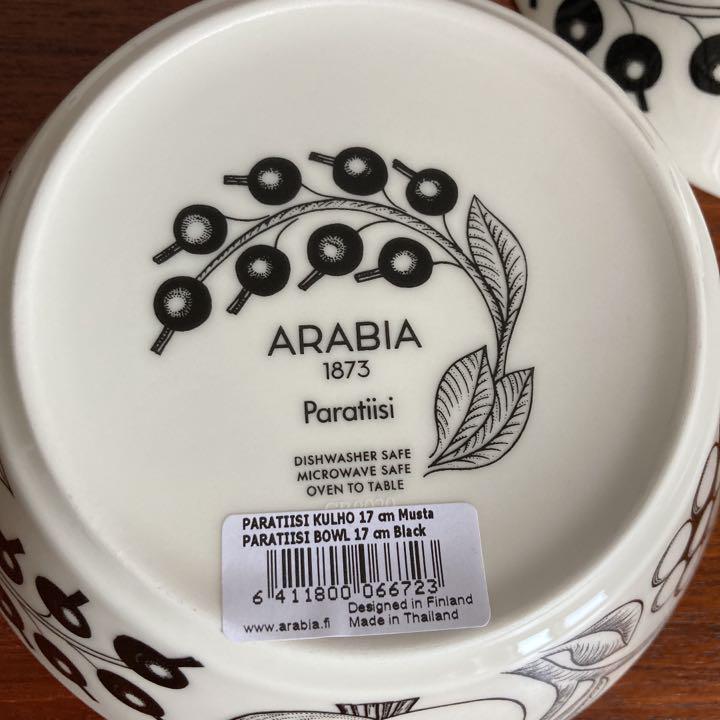 ARABIA
1873
Paratiisi
DISHWASHER SAFE
MICROWAVE SAFE
OVEN TO TABLE
PARATIISI KULHO 17 cm Musta
PARATIISI BOWL 17 cm Black
6 411800 066723
Designed in Finland
www.arabia.fi Made in Thailand